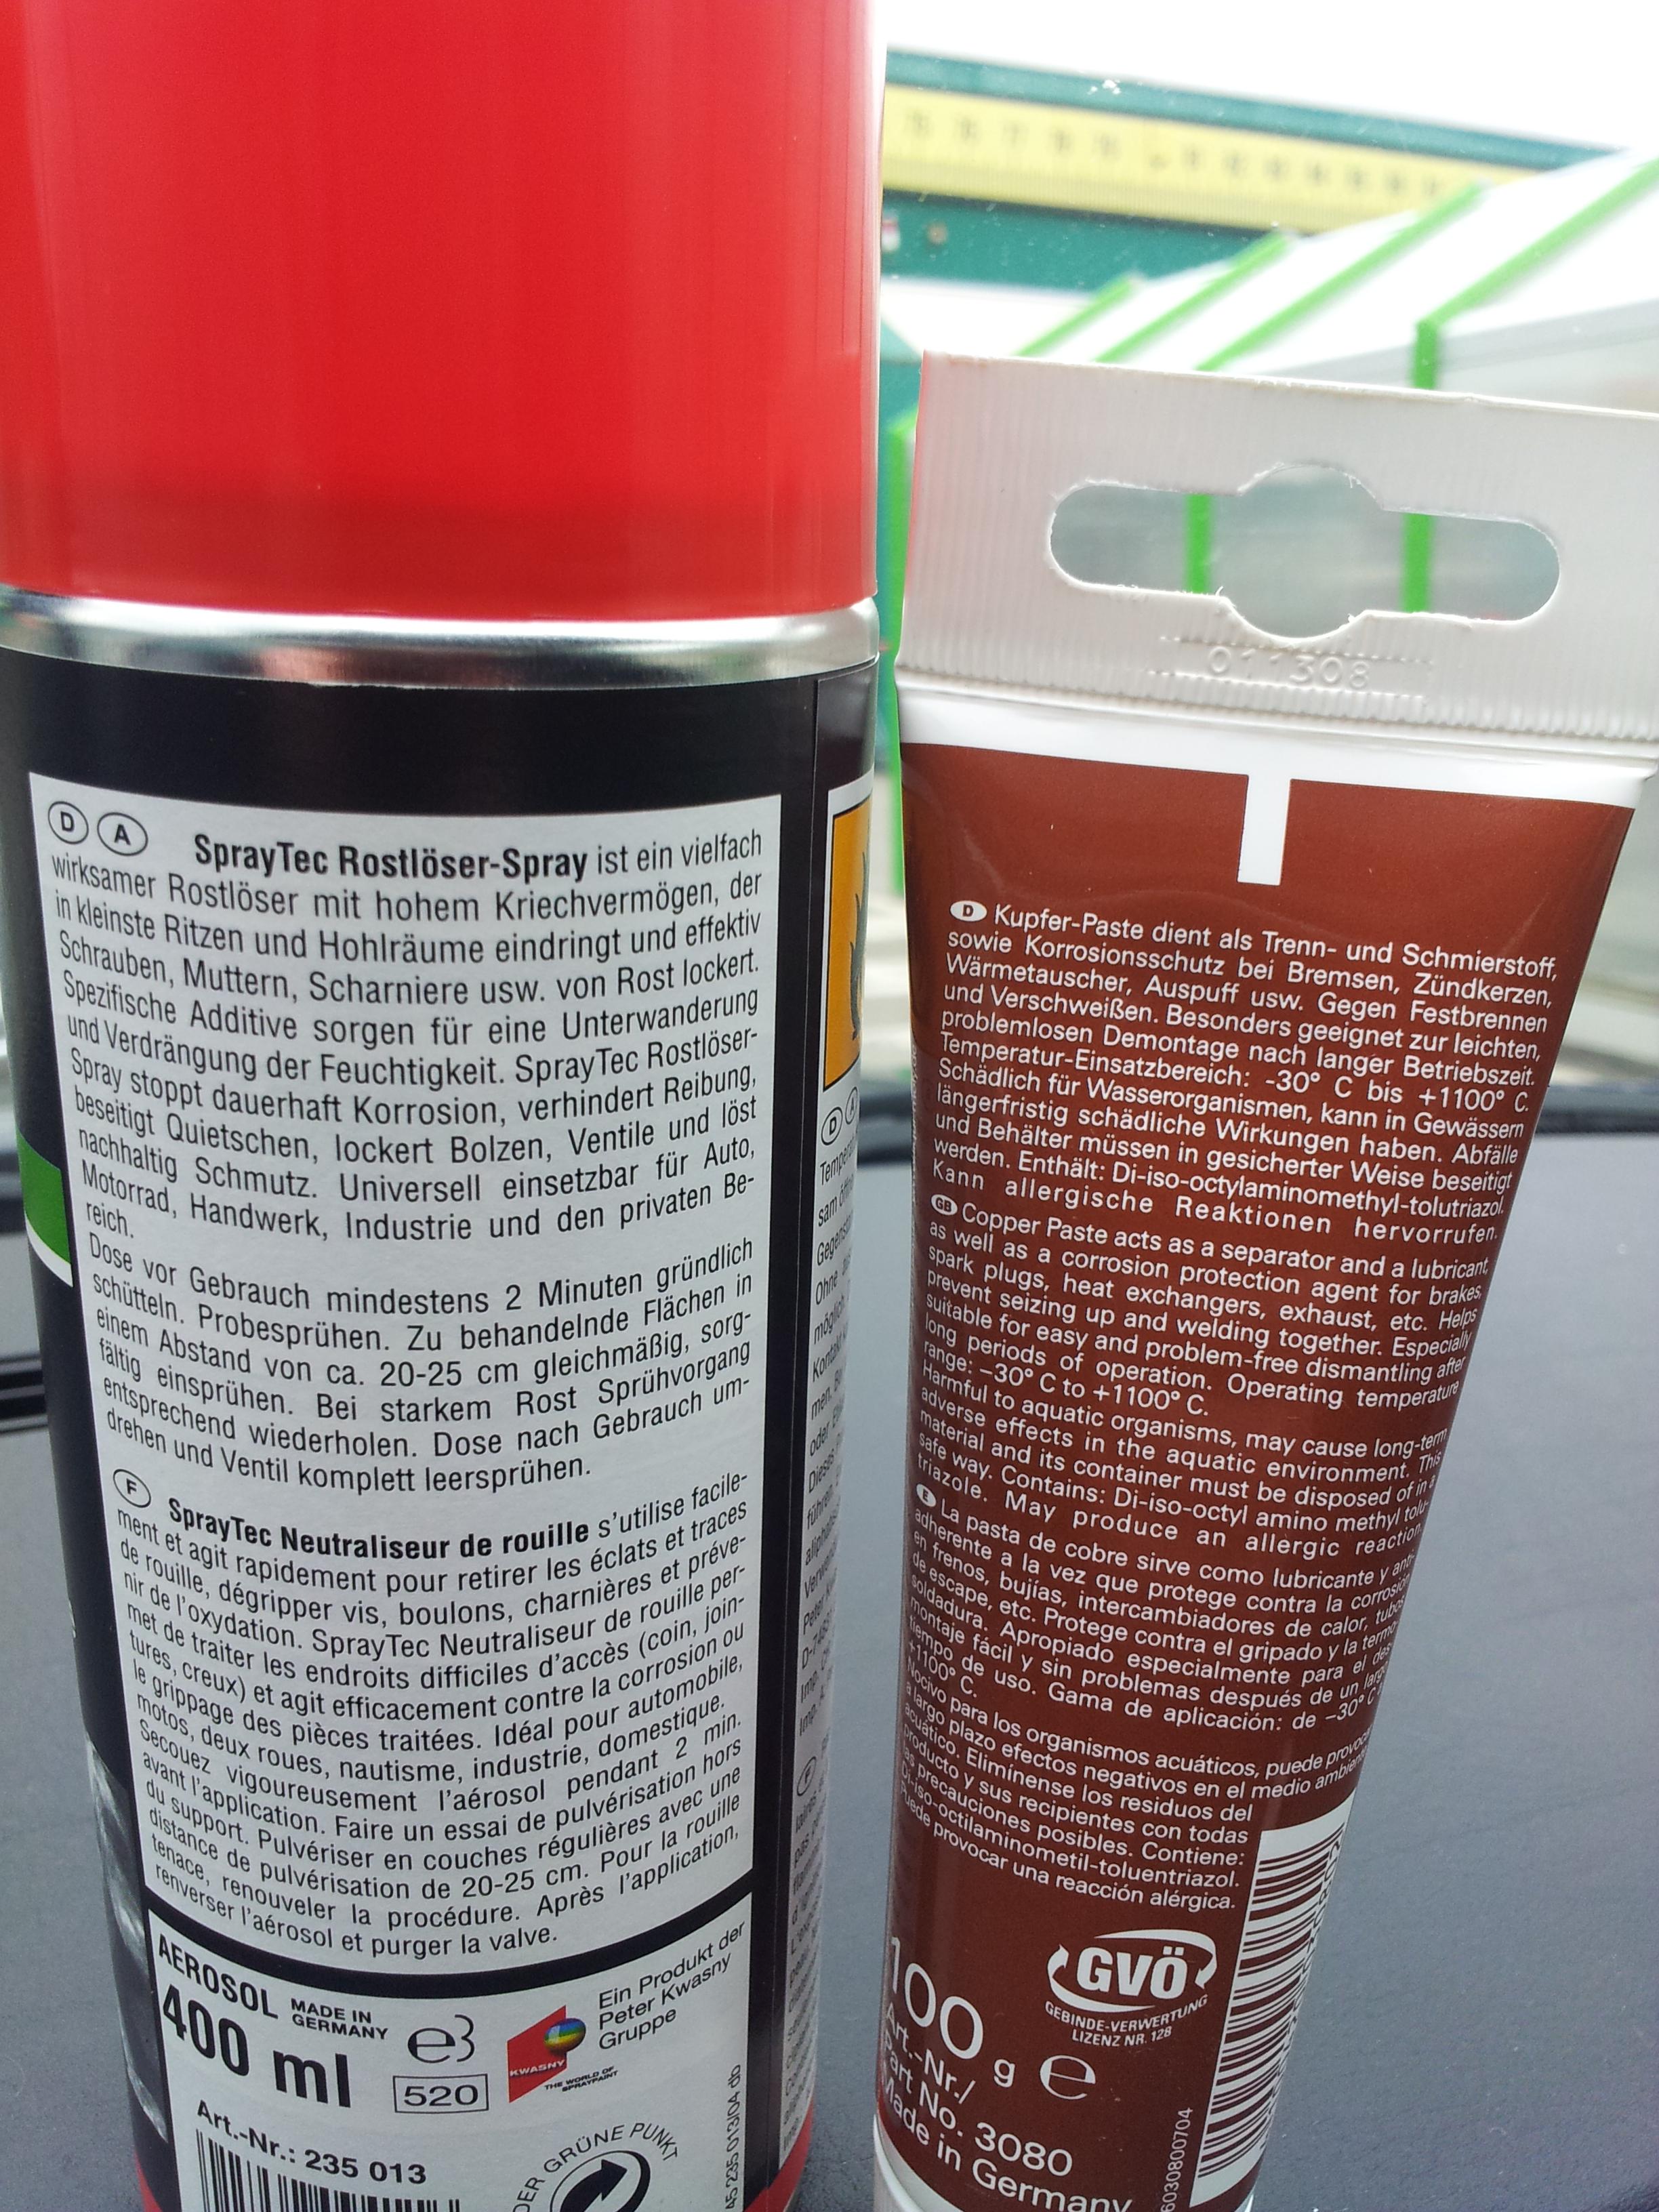 D A SprayTec Rostlöser-Spray ist ein vielfach
wirksamer Rostlöser mit hohem Kriechvermögen, der
in kleinste Ritzen und Hohlräume eindringt und effektiv
Schrauben, Muttern, Scharniere usw. von Rost lockert.
Spezifische Additive sorgen für eine Unterwanderung
und Verdrängung der Feuchtigkeit. SprayTec Rostlöser-
Spray stoppt dauerhaft Korrosion, verhindert Reibung,
beseitigt Quietschen, lockert Bolzen, Ventile und löst
nachhaltig Schmutz. Universell einsetzbar für Auto,
Motorrad, Handwerk, Industrie und den privaten Be-
reich.
Dose vor Gebrauch mindestens 2 Minuten gründlich
schütteln. Probesprühen. Zu behandelnde Flächen in
einem Abstand von ca. 20-25 cm gleichmäßig, sorg-
fältig einsprühen. Bei starkem Rost Sprühvorgang
entsprechend wiederholen. Dose nach Gebrauch um-
drehen und Ventil komplett leersprühen.
F SprayTec Neutraliseur de rouille s'utilise facile-
ment et agit rapidement pour retirer les éclats et traces
de rouille, dégripper vis, boulons, charnières et préve-
nir de l'oxydation. SprayTec Neutraliseur de rouille per-
met de traiter les endroits difficiles d'accès (coin, join-
tures, creux) et agit efficacement contre la corrosion ou
le grippage des pièces traitées. Idéal pour automobile,
motos, deux roues, nautisme, industrie, domestique.
Secouez vigoureusement l'aérosol pendant 2 min.
avant l'application. Faire un essai de pulvérisation hors
du support. Pulvériser en couches régulières avec une
distance de pulvérisation de 20-25 cm. Pour la rouille
tenace, renouveler la procédure. Après l'application,
renverser l'aérosol et purger la valve.
AEROSOL
400 ml
MADE IN
GERMANY
e3
520
KWASNY
THE WORLD OF
SPRAYPAINT
Ein Produkt der
Peter Kwasny
Gruppe
Art.-Nr.: 235 013
DER GRÜNE PUNKT
45 235 013/04 db
011308
D Kupfer-Paste dient als Trenn- und Schmierstoff,
sowie Korrosionsschutz bei Bremsen, Zündkerzen,
Wärmetauscher, Auspuff usw. Gegen Festbrennen
und Verschweißen. Besonders geeignet zur leichten,
problemlosen Demontage nach langer Betriebszeit.
Temperatur-Einsatzbereich: -30° C bis +1100° C.
Schädlich für Wasserorganismen, kann in Gewässern
längerfristig schädliche Wirkungen haben. Abfälle
und Behälter müssen in gesicherter Weise beseitigt
werden. Enthält: Di-iso-octylaminomethyl-tolutriazol.
Kann allergische Reaktionen hervorrufen.
GB Copper Paste acts as a separator and a lubricant,
as well as a corrosion protection agent for brakes,
spark plugs, heat exchangers, exhaust, etc. Helps
prevent seizing up and welding together. Especially
suitable for easy and problem-free dismantling after
long periods of operation. Operating temperature
range: –30° C to +1100° C.
Harmful to aquatic organisms, may cause long-term
adverse effects in the aquatic environment. This
material and its container must be disposed of in a
safe way. Contains: Di-iso-octyl amino methyl tolu-
triazole. May produce an allergic reaction.
E La pasta de cobre sirve como lubricante y anti-
adherente a la vez que protege contra la corrosión
en frenos, bujías, intercambiadores de calor, tubos
de escape, etc. Protege contra el gripado y la termo
soldadura. Apropiado especialmente para el des-
montaje fácil y sin problemas después de un largo
tiempo de uso. Gama de aplicación: de –30° C
+1100° C.
Nocivo para los organismos acuáticos, puede provocar
a largo plazo efectos negativos en el medio ambiente
acuático. Elimínense los residuos del
producto y sus recipientes con todas
las precauciones posibles. Contiene:
Di-iso-octilaminometil-toluentriazol.
Puede provocar una reacción alérgica.
100 g e
GVÖ
GEBINDE-VERWERTUNG
LIZENZ NR. 128
Art.-Nr./
Part No. 3080
Made in Germany
6030800704